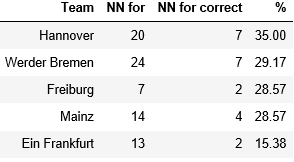 Team NN for NN for correct %
Hannover 20 7 35.00
Werder Bremen 24 7 29.17
Freiburg 7 2 28.57
Mainz 14 4 28.57
Ein Frankfurt 13 2 15.38